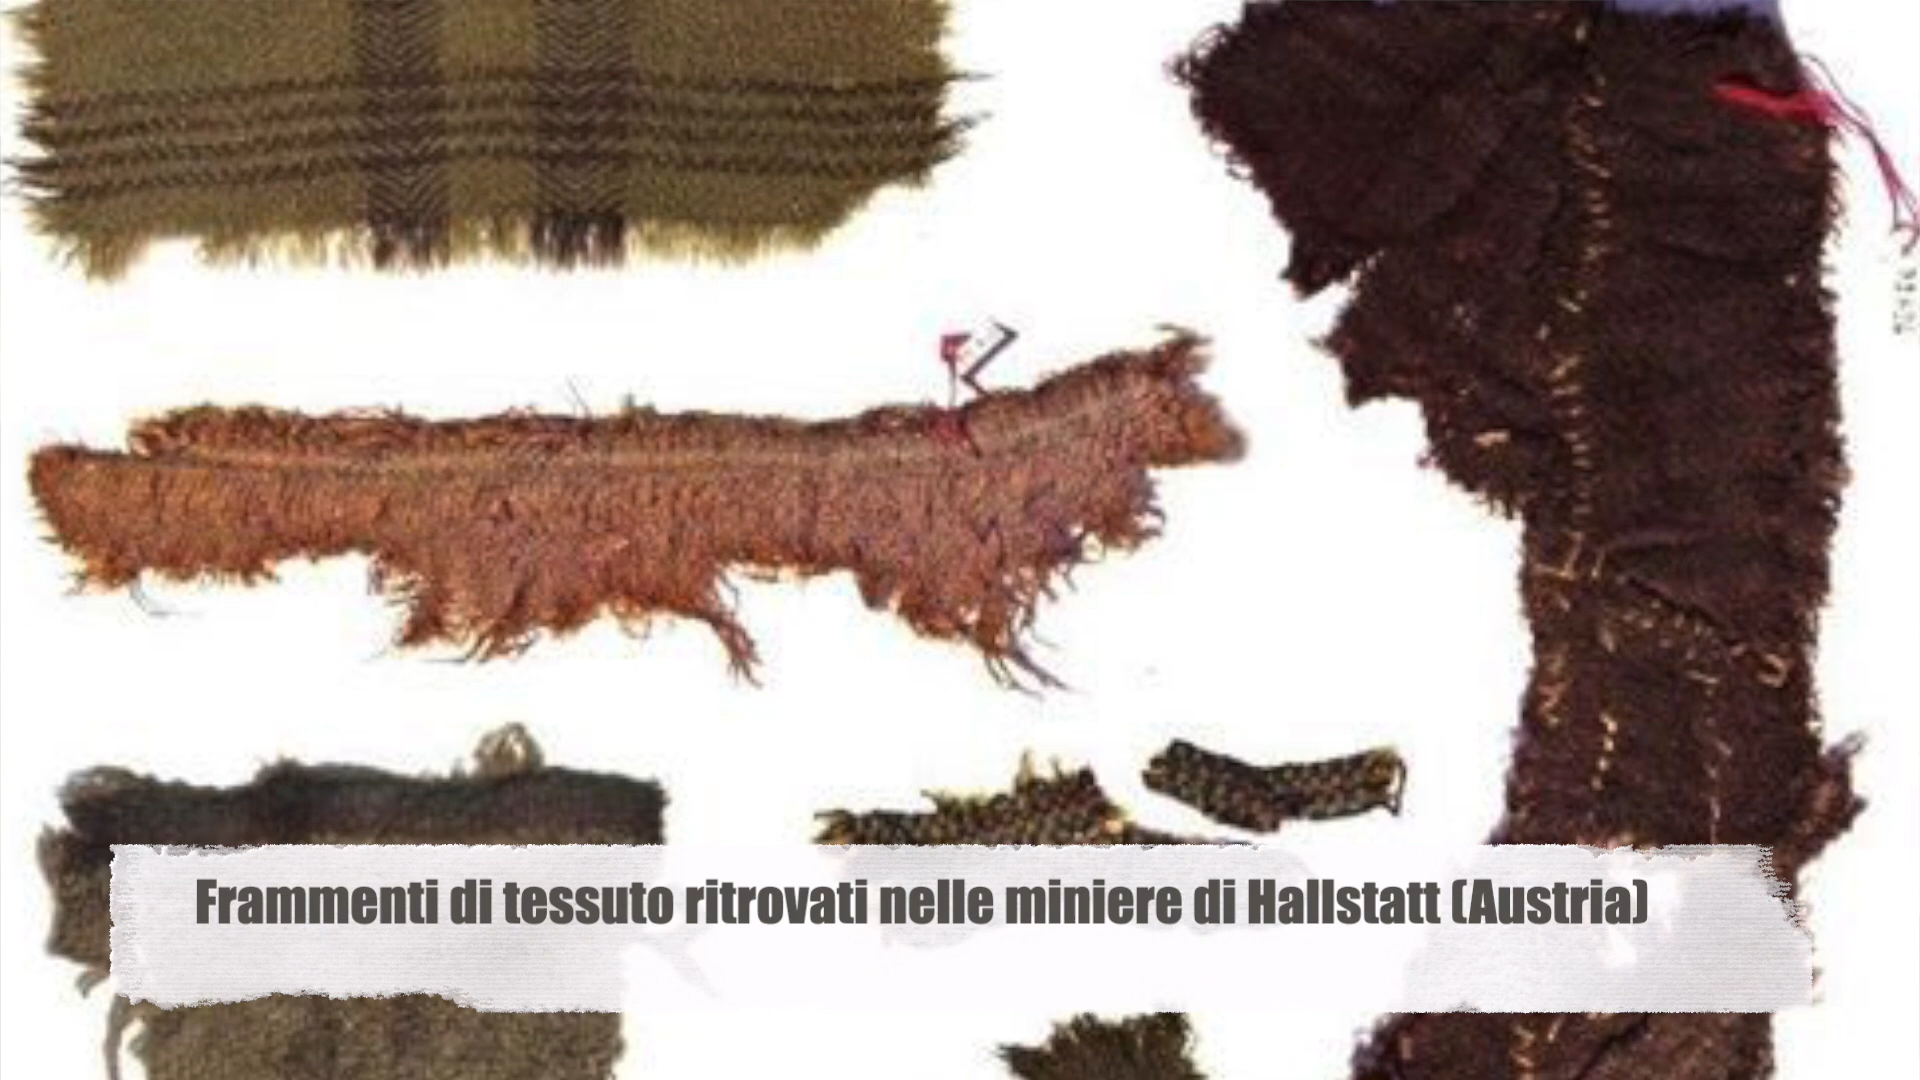 Frammenti di tessuto ritrovati nelle miniere di Hallstatt (Austria)